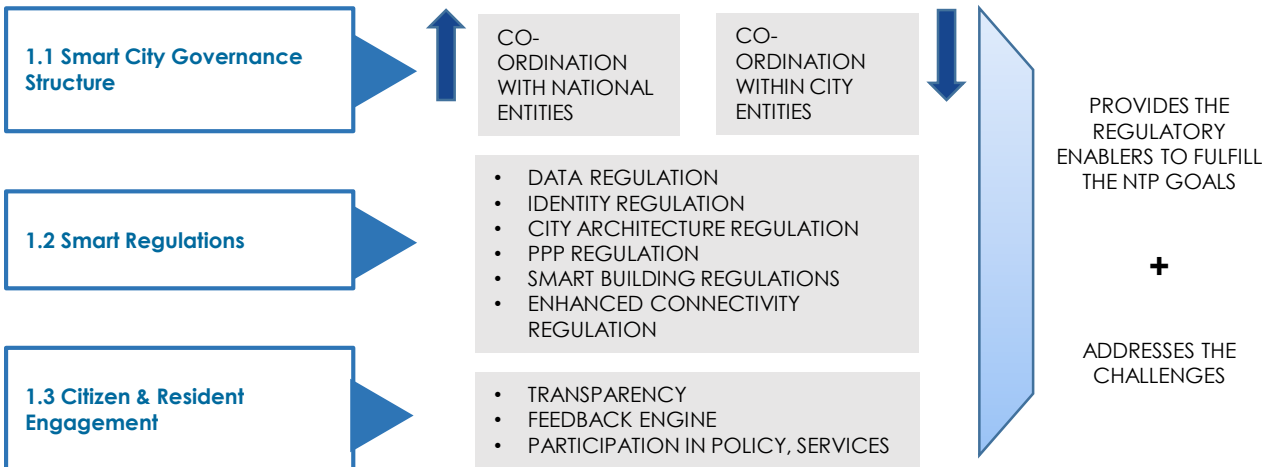 1.1 Smart City Governance
Structure
CO-
ORDINATION
WITH NATIONAL
ENTITIES
CO-
ORDINATION
WITHIN CITY
ENTITIES
1.2 Smart Regulations
• DATA REGULATION
• IDENTITY REGULATION
• CITY ARCHITECTURE REGULATION
• PPP REGULATION
• SMART BUILDING REGULATIONS
• ENHANCED CONNECTIVITY
REGULATION
1.3 Citizen & Resident
Engagement
• TRANSPARENCY
• FEEDBACK ENGINE
• PARTICIPATION IN POLICY, SERVICES
PROVIDES THE
REGULATORY
ENABLERS TO FULFILL
THE NTP GOALS
+
ADDRESSES THE
CHALLENGES